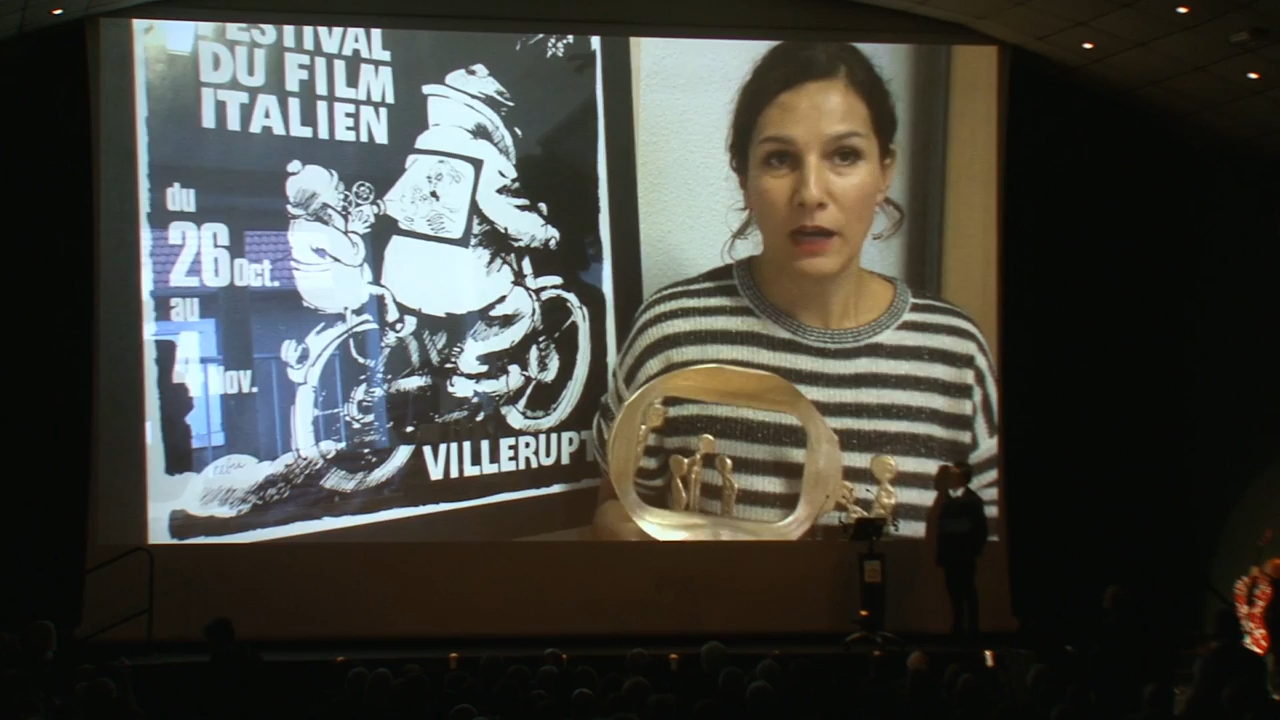 FESTIVAL
DU FILM
ITALIEN
du
26 Oct.
au
4 Nov.
VILLERUPT